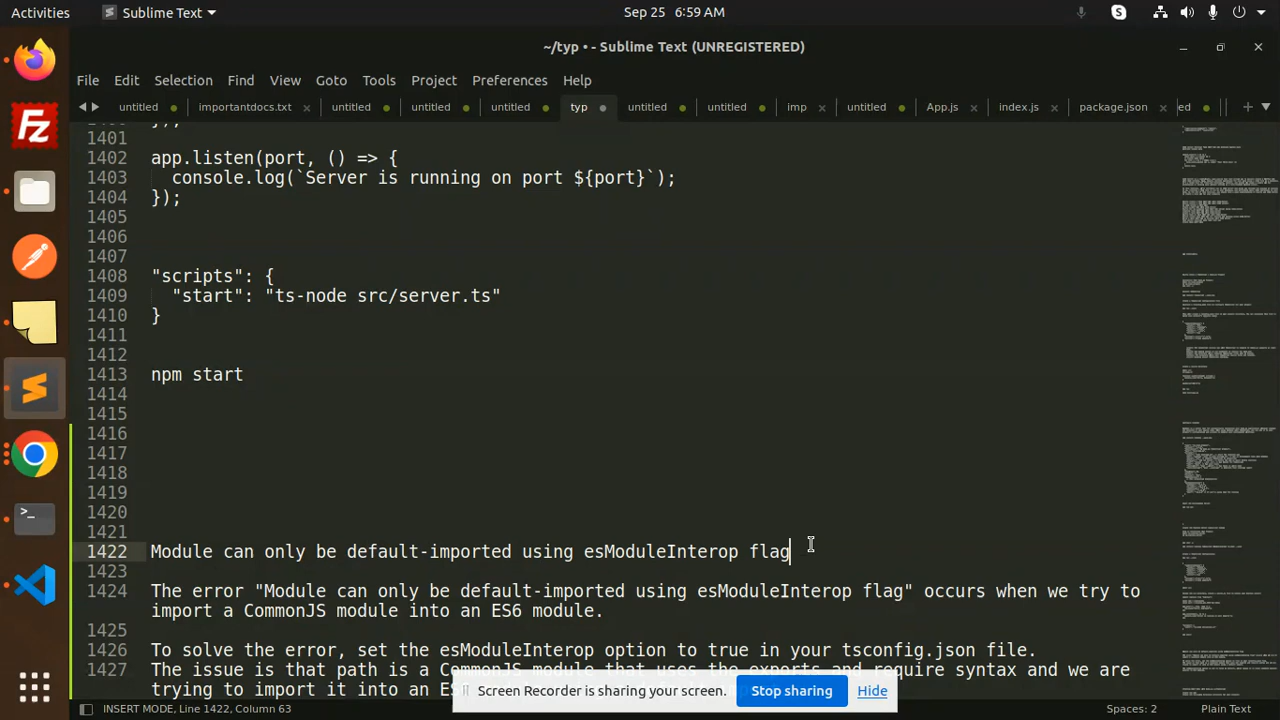 Activities
Sublime Text
Sep 25 6:59 AM
~/typ • - Sublime Text (UNREGISTERED)
File Edit Selection Find View Goto Tools Project Preferences Help
untitled importantdocs.txt untitled untitled untitled typ untitled untitled imp untitled App.js index.js package.json ed
1401
1402 app.listen(port, () => {
1403 console.log(`Server is running on port ${port}`);
1404 });
1405
1406
1407
1408 "scripts": {
1409 "start": "ts-node src/server.ts"
1410 }
1411
1412
1413 npm start
1414
1415
1416
1417
1418
1419
1420
1421
1422 Module can only be default-imported using esModuleInterop flag
1423
1424 The error "Module can only be default-imported using esModuleInterop flag" occurs when we try to
import a CommonJS module into an ES6 module.
1425
1426 To solve the error, set the esModuleInterop option to true in your tsconfig.json file.
1427 The issue is that path is a CommonJS module that uses the exports and require syntax and we are
trying to import it into an ES
Screen Recorder is sharing your screen. Stop sharing Hide
INSERT MODE, Line 1422, Column 63 Spaces: 2 Plain Text